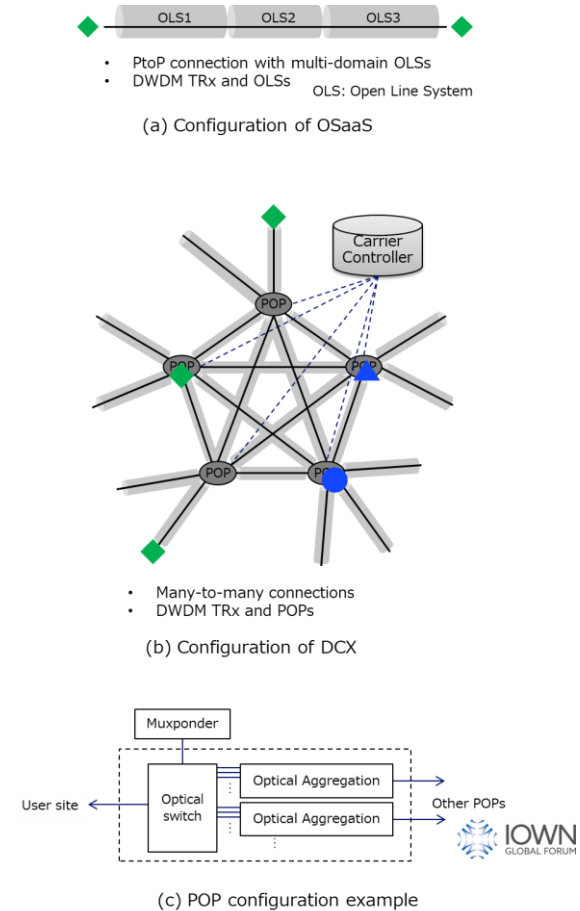 OLS1 OLS2 OLS3
• PtoP connection with multi-domain OLSs
• DWDM TRx and OLSs
OLS: Open Line System
(a) Configuration of OSaaS
Carrier
Controller
POP
POP
POP
POP
POP
• Many-to-many connections
• DWDM TRx and POPs
(b) Configuration of DCX
Muxponder
User site
Optical
switch
Optical Aggregation
Optical Aggregation
Other POPs
IOWN
GLOBAL FORUM
(c) POP configuration example